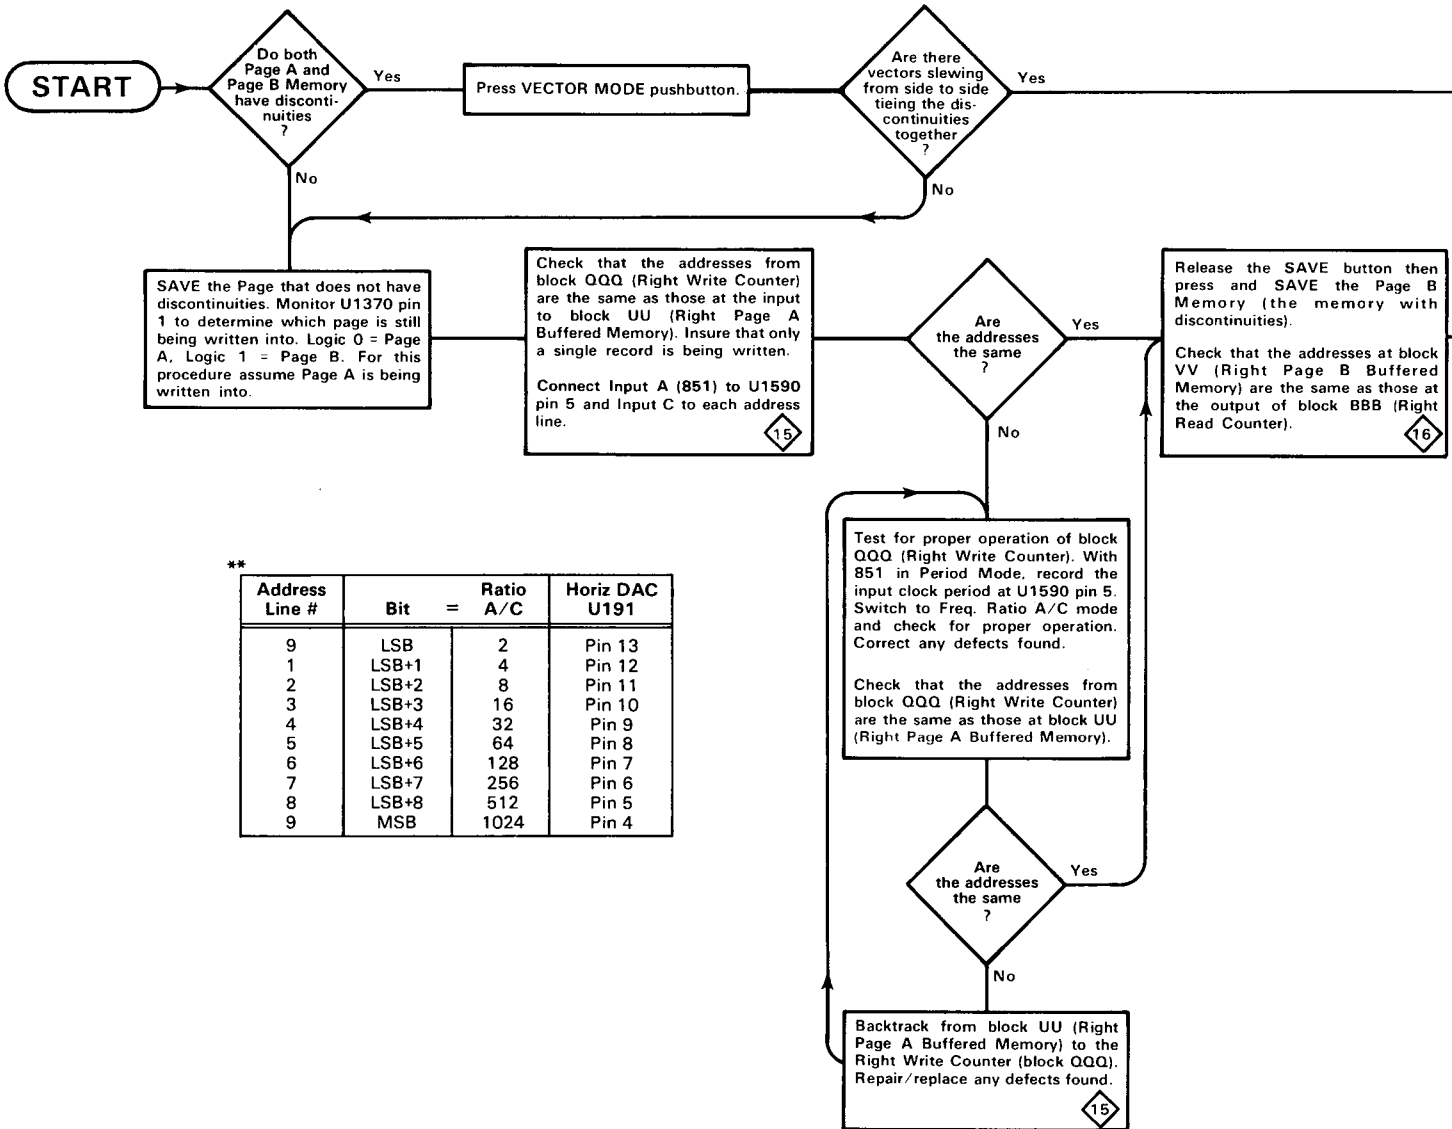 START
Do both
Page A and
Page B Memory
have disconti-
nuities
?
Yes
No
Press VECTOR MODE pushbutton.
Are there
vectors slewing
from side to side
tieing the dis-
continuities
together
?
Yes
No
SAVE the Page that does not have
discontinuities. Monitor U1370 pin
1 to determine which page is still
being written into. Logic 0 = Page
A, Logic 1 = Page B. For this
procedure assume Page A is being
written into.
Check that the addresses from
block QQQ (Right Write Counter)
are the same as those at the input
to block UU (Right Page A
Buffered Memory). Insure that only
a single record is being written.
Connect Input A (851) to U1590
pin 5 and Input C to each address
line.
15
Are
the addresses
the same
?
Yes
No
Release the SAVE button then
press and SAVE the Page B
Memory (the memory with
discontinuities).
Check that the addresses at block
VV (Right Page B Buffered
Memory) are the same as those at
the output of block BBB (Right
Read Counter).
16
Test for proper operation of block
QQQ (Right Write Counter). With
851 in Period Mode, record the
input clock period at U1590 pin 5.
Switch to Freq. Ratio A/C mode
and check for proper operation.
Correct any defects found.
Check that the addresses from
block QQQ (Right Write Counter)
are the same as those at block UU
(Right Page A Buffered Memory).
Are
the addresses
the same
?
Yes
No
Backtrack from block UU (Right
Page A Buffered Memory) to the
Right Write Counter (block QQQ).
Repair/replace any defects found.
15
**
Address Line # Bit = Ratio A/C Horiz DAC U191
9 LSB 2 Pin 13
1 LSB+1 4 Pin 12
2 LSB+2 8 Pin 11
3 LSB+3 16 Pin 10
4 LSB+4 32 Pin 9
5 LSB+5 64 Pin 8
6 LSB+6 128 Pin 7
7 LSB+7 256 Pin 6
8 LSB+8 512 Pin 5
9 MSB 1024 Pin 4